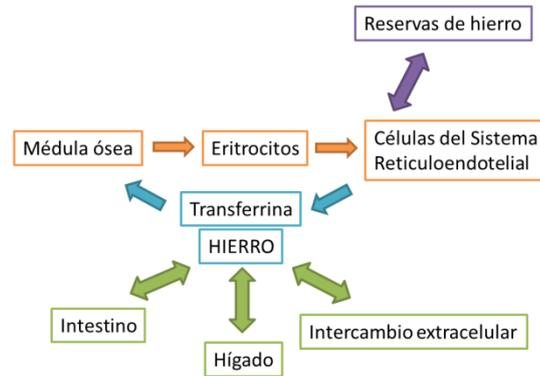 Reservas de hierro
Médula ósea
Eritrocitos
Células del Sistema
Reticuloendotelial
Transferrina
HIERRO
Intestino
Hígado
Intercambio extracelular